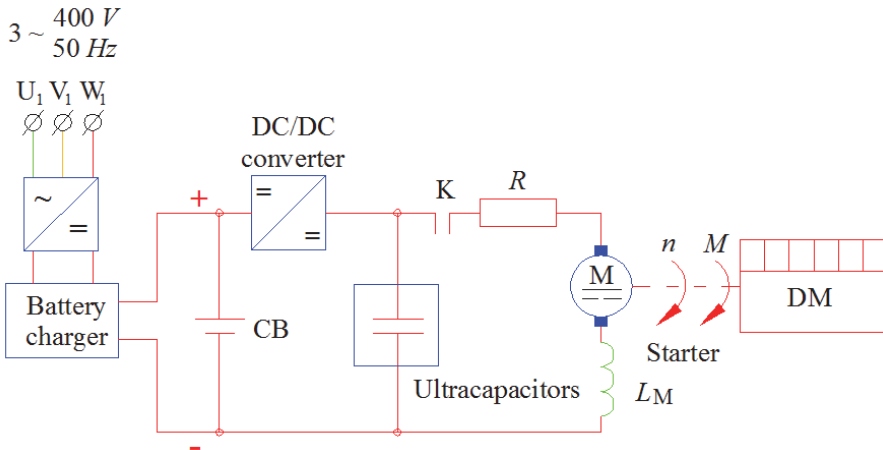 3 ~ 400 V
50 Hz
U1 V1 W1
DC/DC
converter
~
=
+
=
=
K
R
n
M
M
Battery
charger
CB
DM
Starter
Ultracapacitors
LM
-